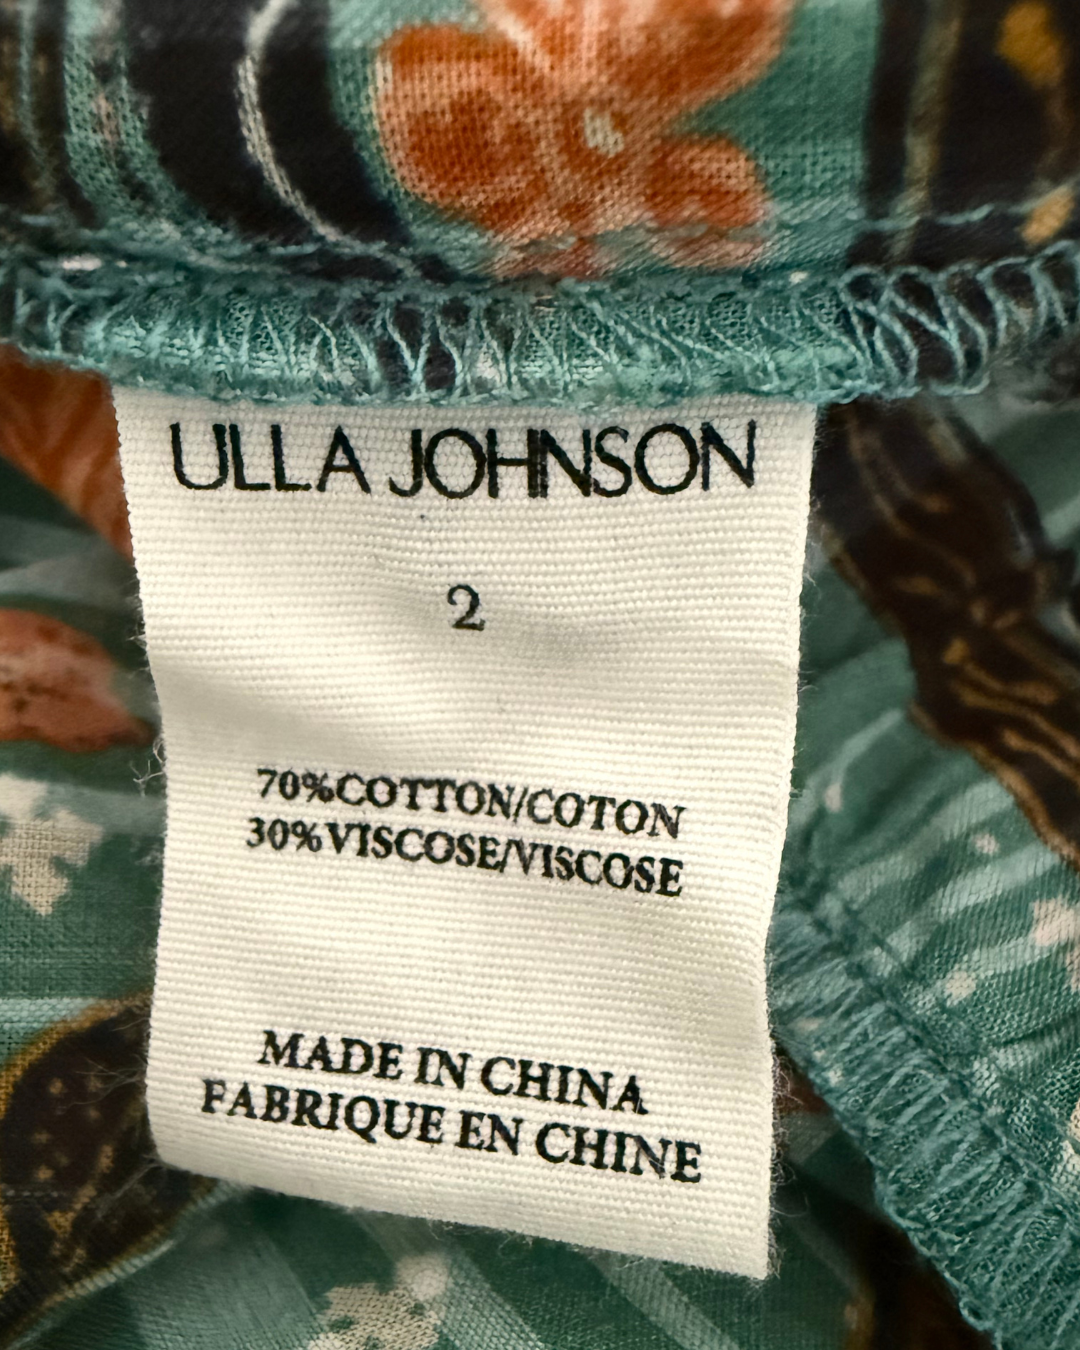 ULLA JOHNSON
2
70%COTTON/COTON
30%VISCOSE/VISCOSE
MADE IN CHINA
FABRIQUE EN CHINE